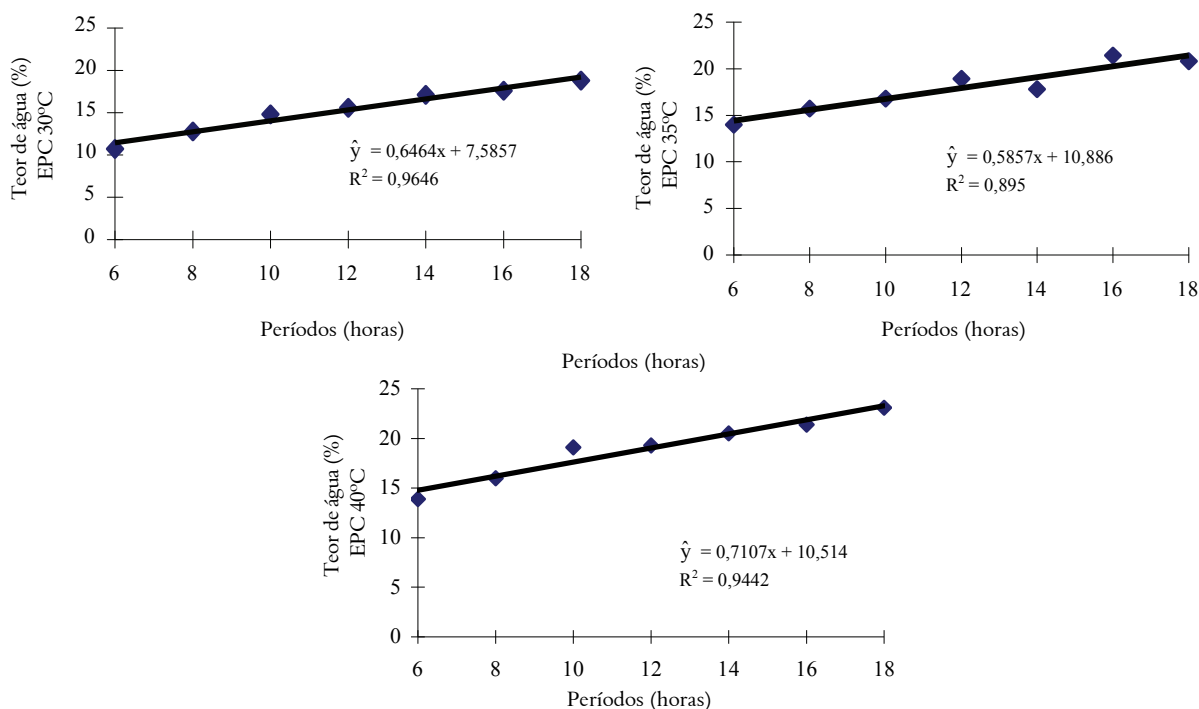 Teor de água (%)
EPC 30ºC
25
20
15
10
5
0
ŷ = 0,6464x + 7,5857
R² = 0,9646
6 8 10 12 14 16 18
Períodos (horas)
Teor de água (%)
EPC 35ºC
25
20
15
10
5
0
ŷ = 0,5857x + 10,886
R² = 0,895
6 8 10 12 14 16 18
Períodos (horas)
Períodos (horas)
Teor de água (%)
EPC 40ºC
25
20
15
10
5
0
ŷ = 0,7107x + 10,514
R² = 0,9442
6 8 10 12 14 16 18
Períodos (horas)